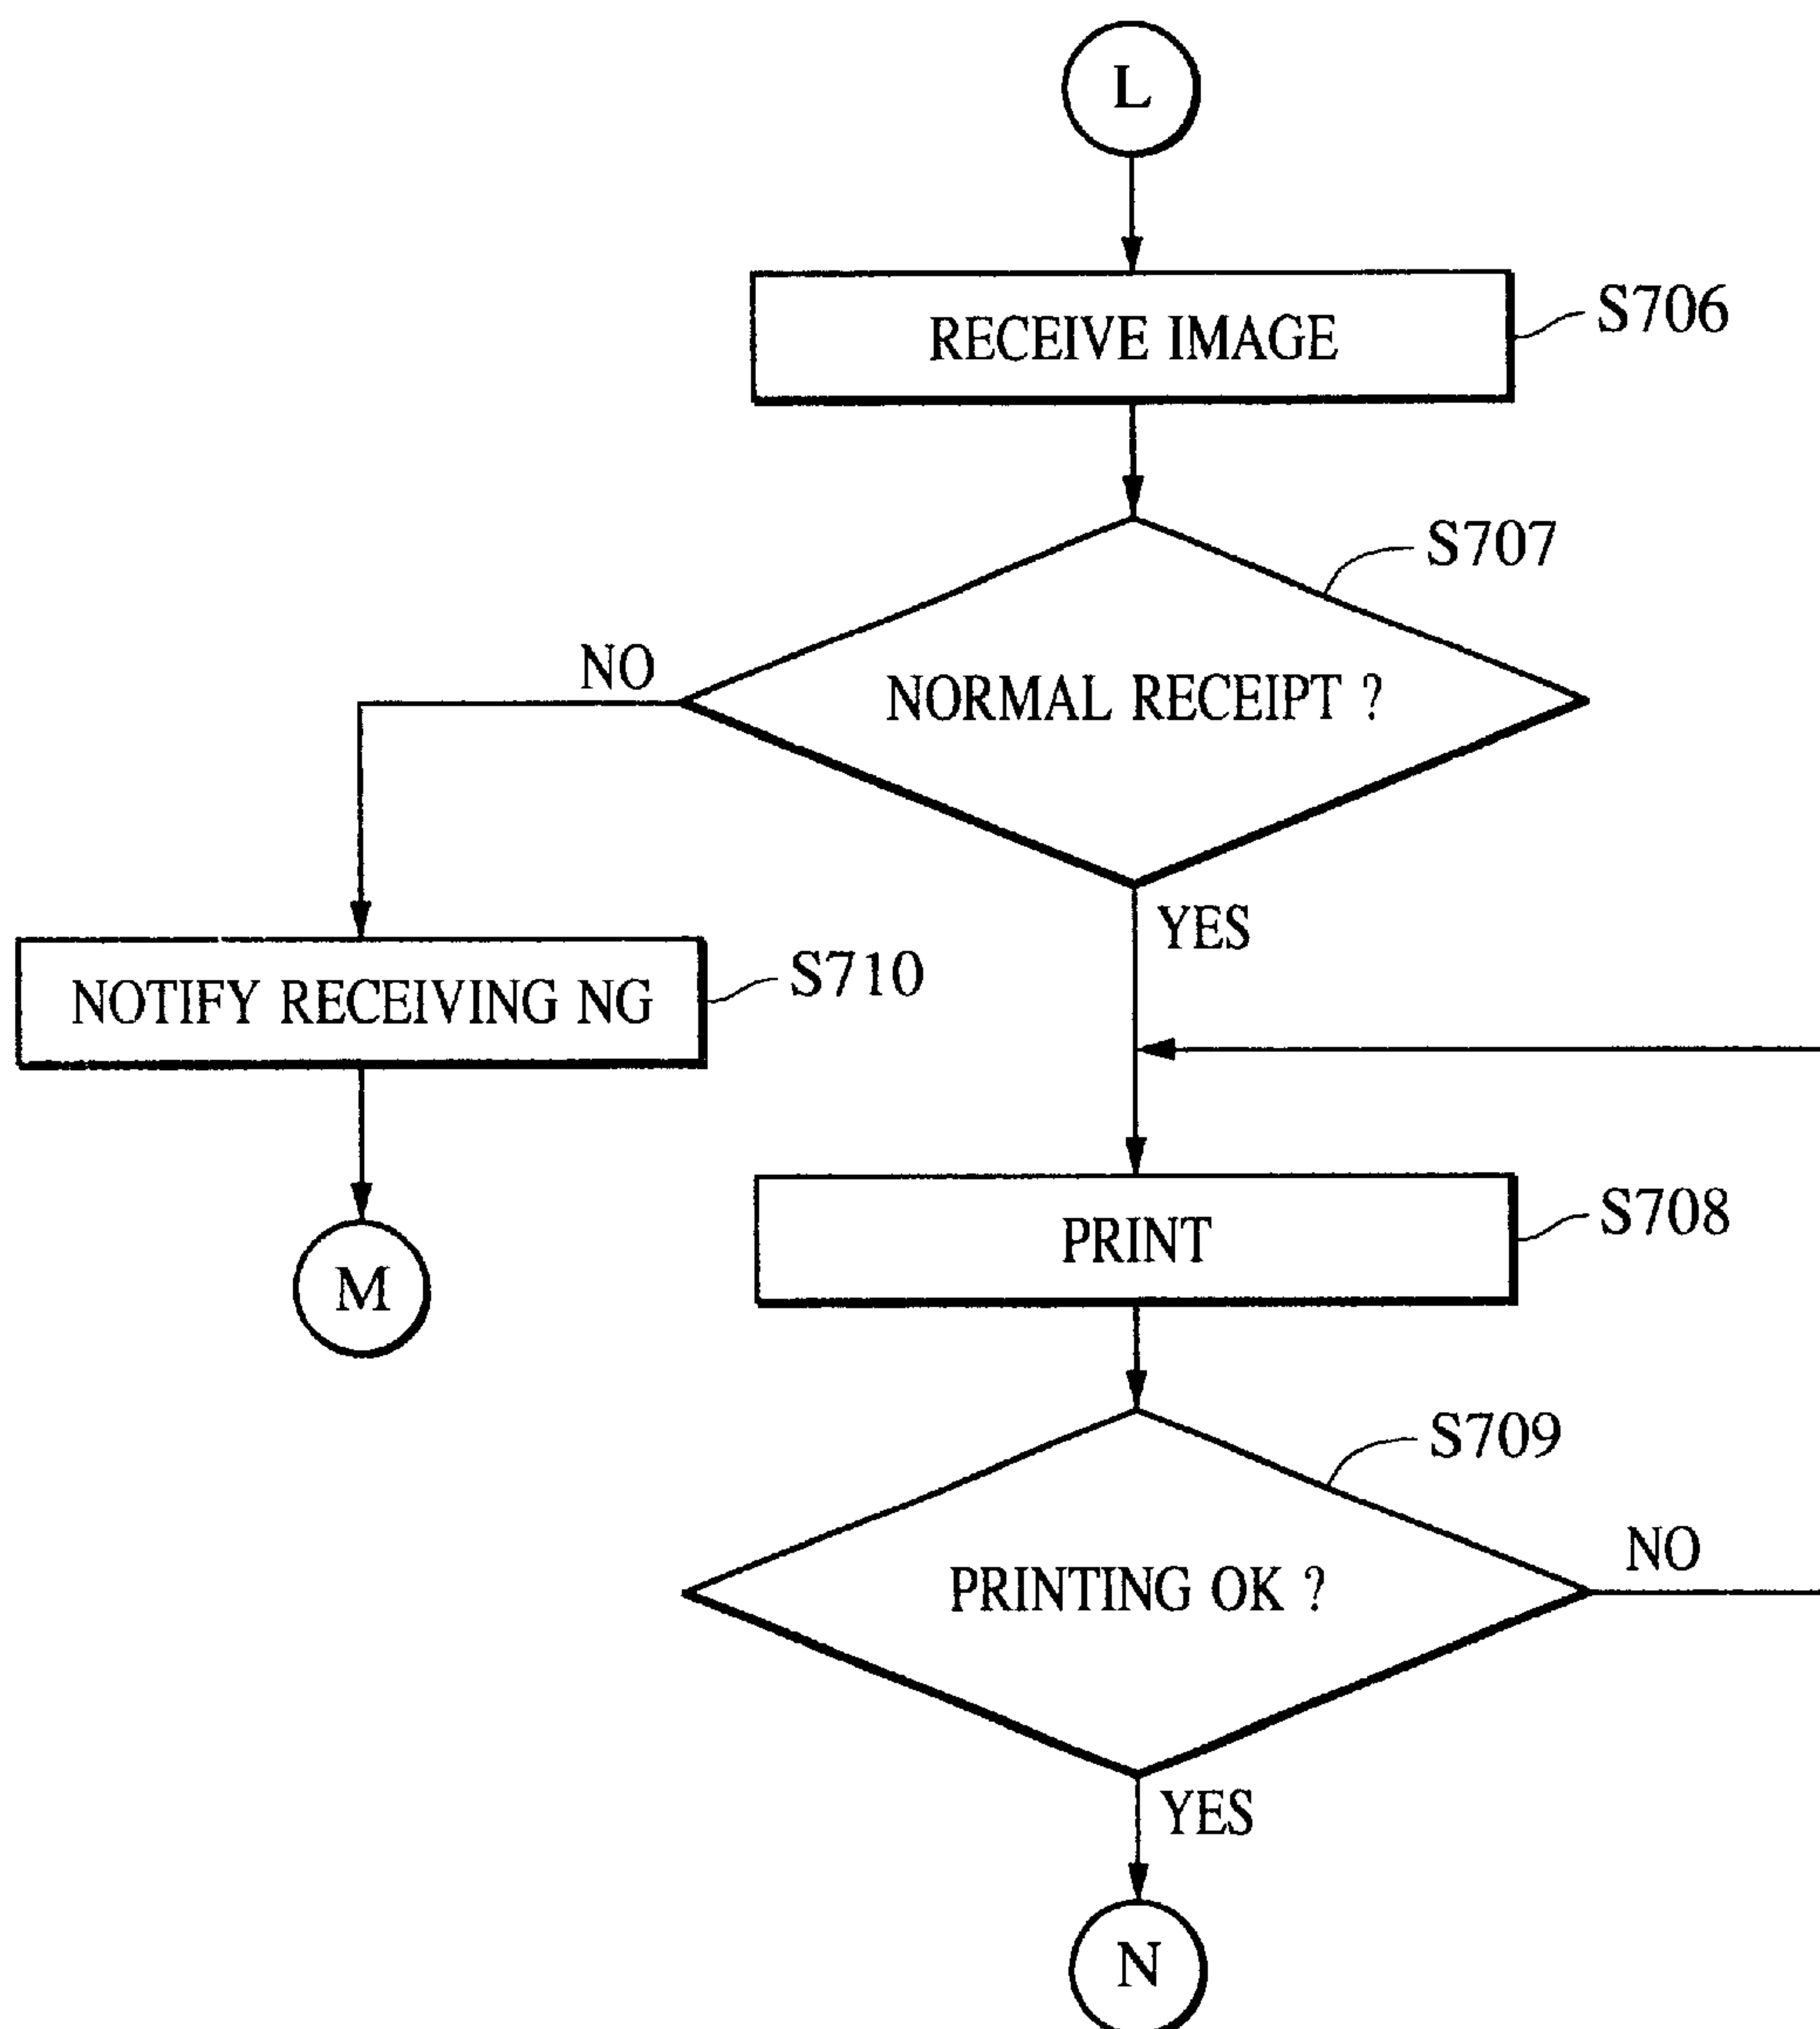 L
RECEIVE IMAGE
S706
S707
NO
NORMAL RECEIPT ?
YES
NOTIFY RECEIVING NG
S710
PRINT
S708
M
S709
NO
PRINTING OK ?
YES
N